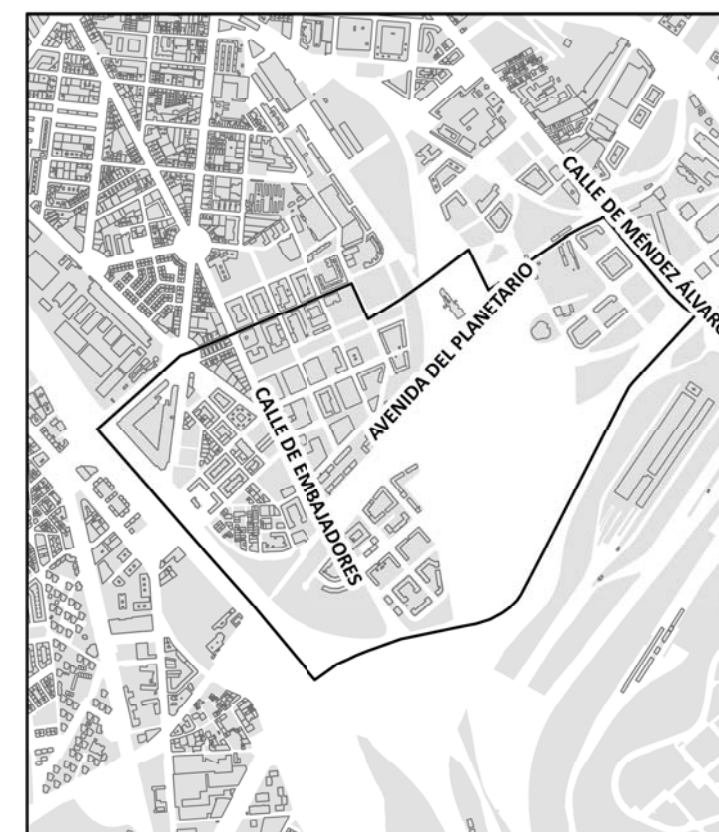 CALLE DE MÉNDEZ ÁLVARO
AVENIDA DEL PLANETARIO
CALLE DE EMBAJADORES